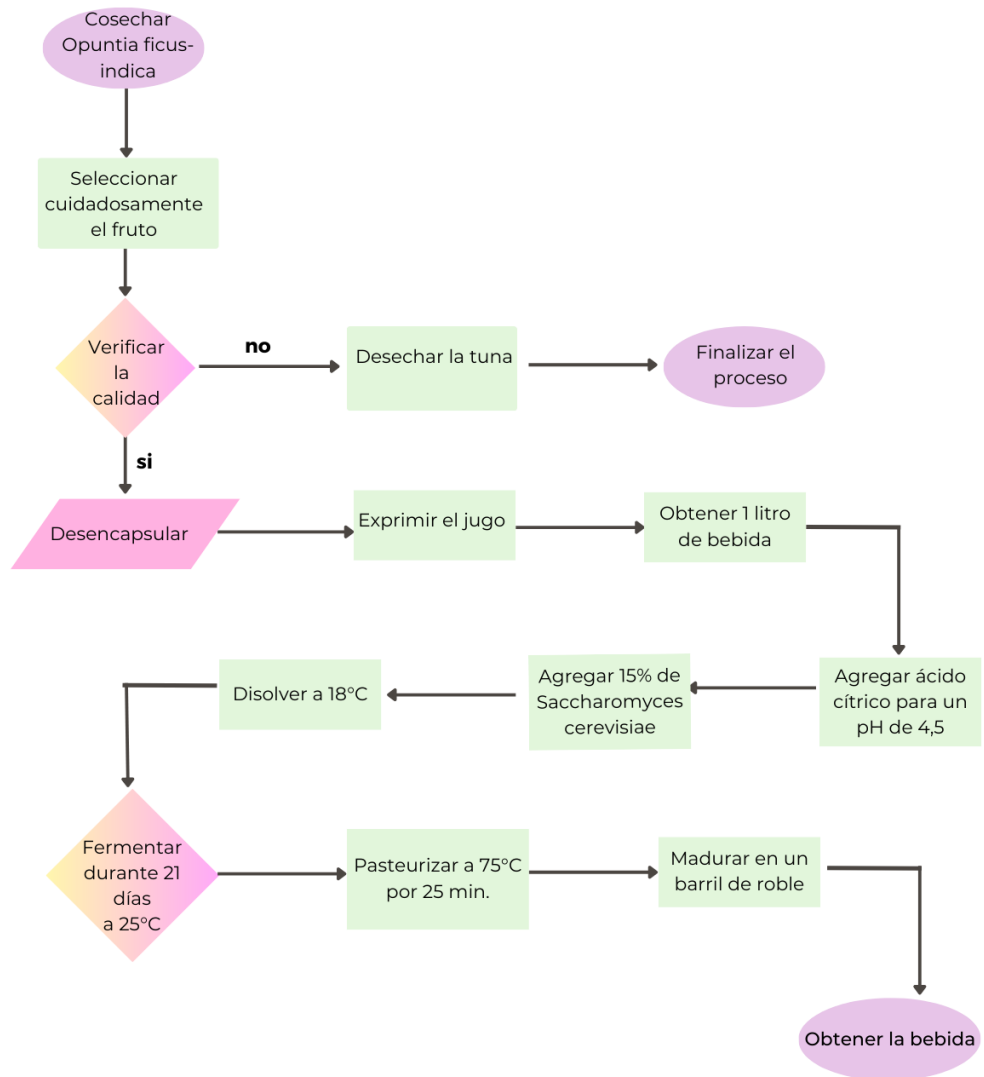 Cosechar
Opuntia ficus-
indica
Seleccionar
cuidadosamente
el fruto
Verificar
la
calidad
no
Desechar la tuna
Finalizar el
proceso
si
Desencapsular
Exprimir el jugo
Obtener 1 litro
de bebida
Agregar ácido
cítrico para un
pH de 4,5
Agregar 15% de
Saccharomyces
cerevisiae
Disolver a 18°C
Fermentar
durante 21
días
a 25°C
Pasteurizar a 75°C
por 25 min.
Madurar en un
barril de roble
Obtener la bebida